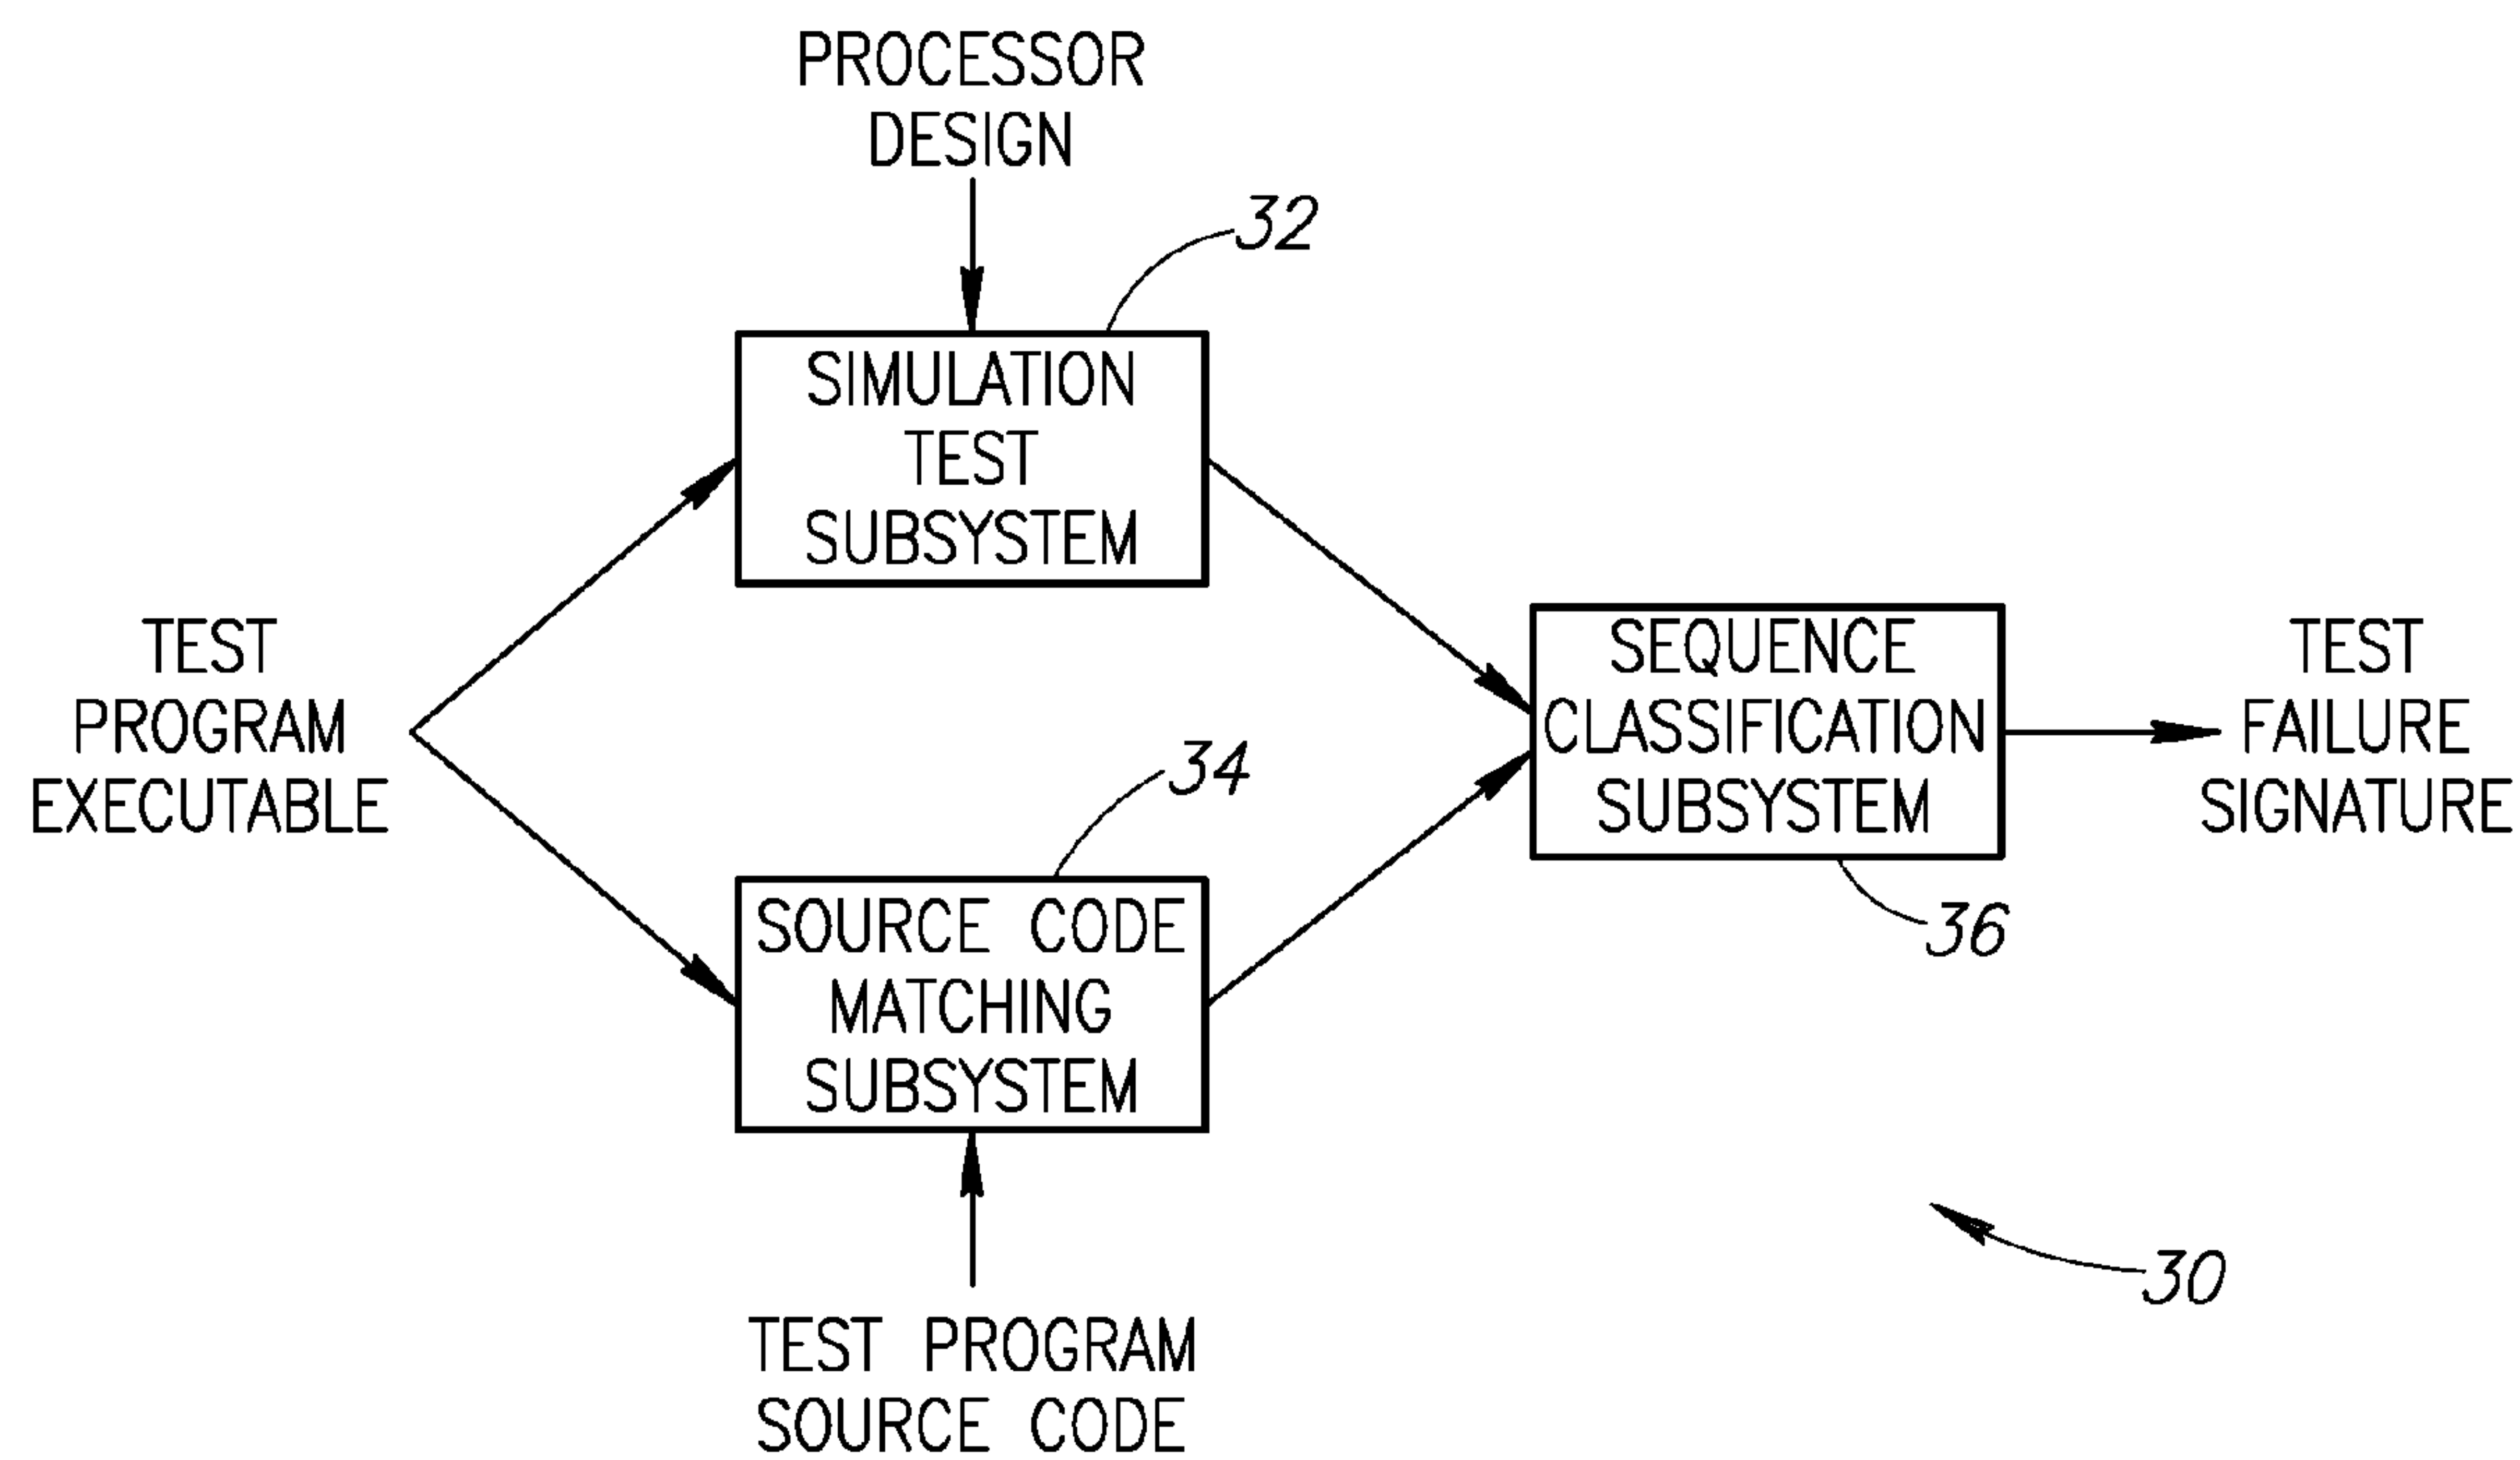 PROCESSOR
DESIGN
32
SIMULATION
TEST
SUBSYSTEM
TEST
PROGRAM
EXECUTABLE
34
SOURCE CODE
MATCHING
SUBSYSTEM
SEQUENCE
CLASSIFICATION
SUBSYSTEM
36
TEST
FAILURE
SIGNATURE
TEST PROGRAM
SOURCE CODE
30